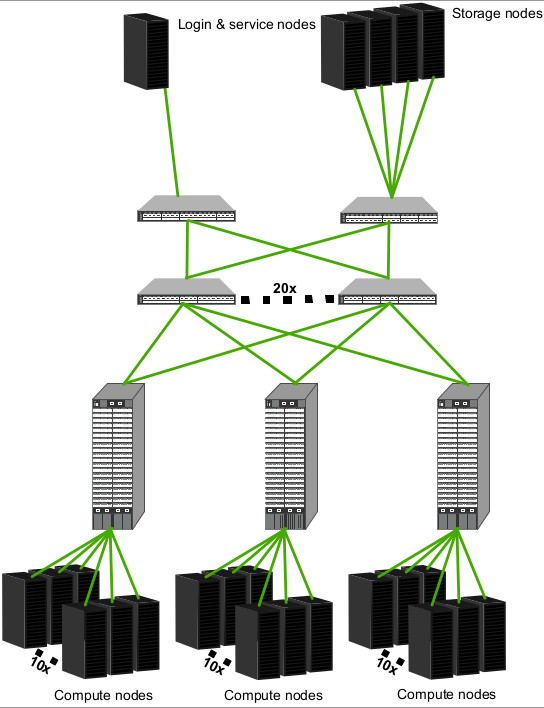 Login & service nodes
Storage nodes
20x
10x
10x
10x
Compute nodes
Compute nodes
Compute nodes